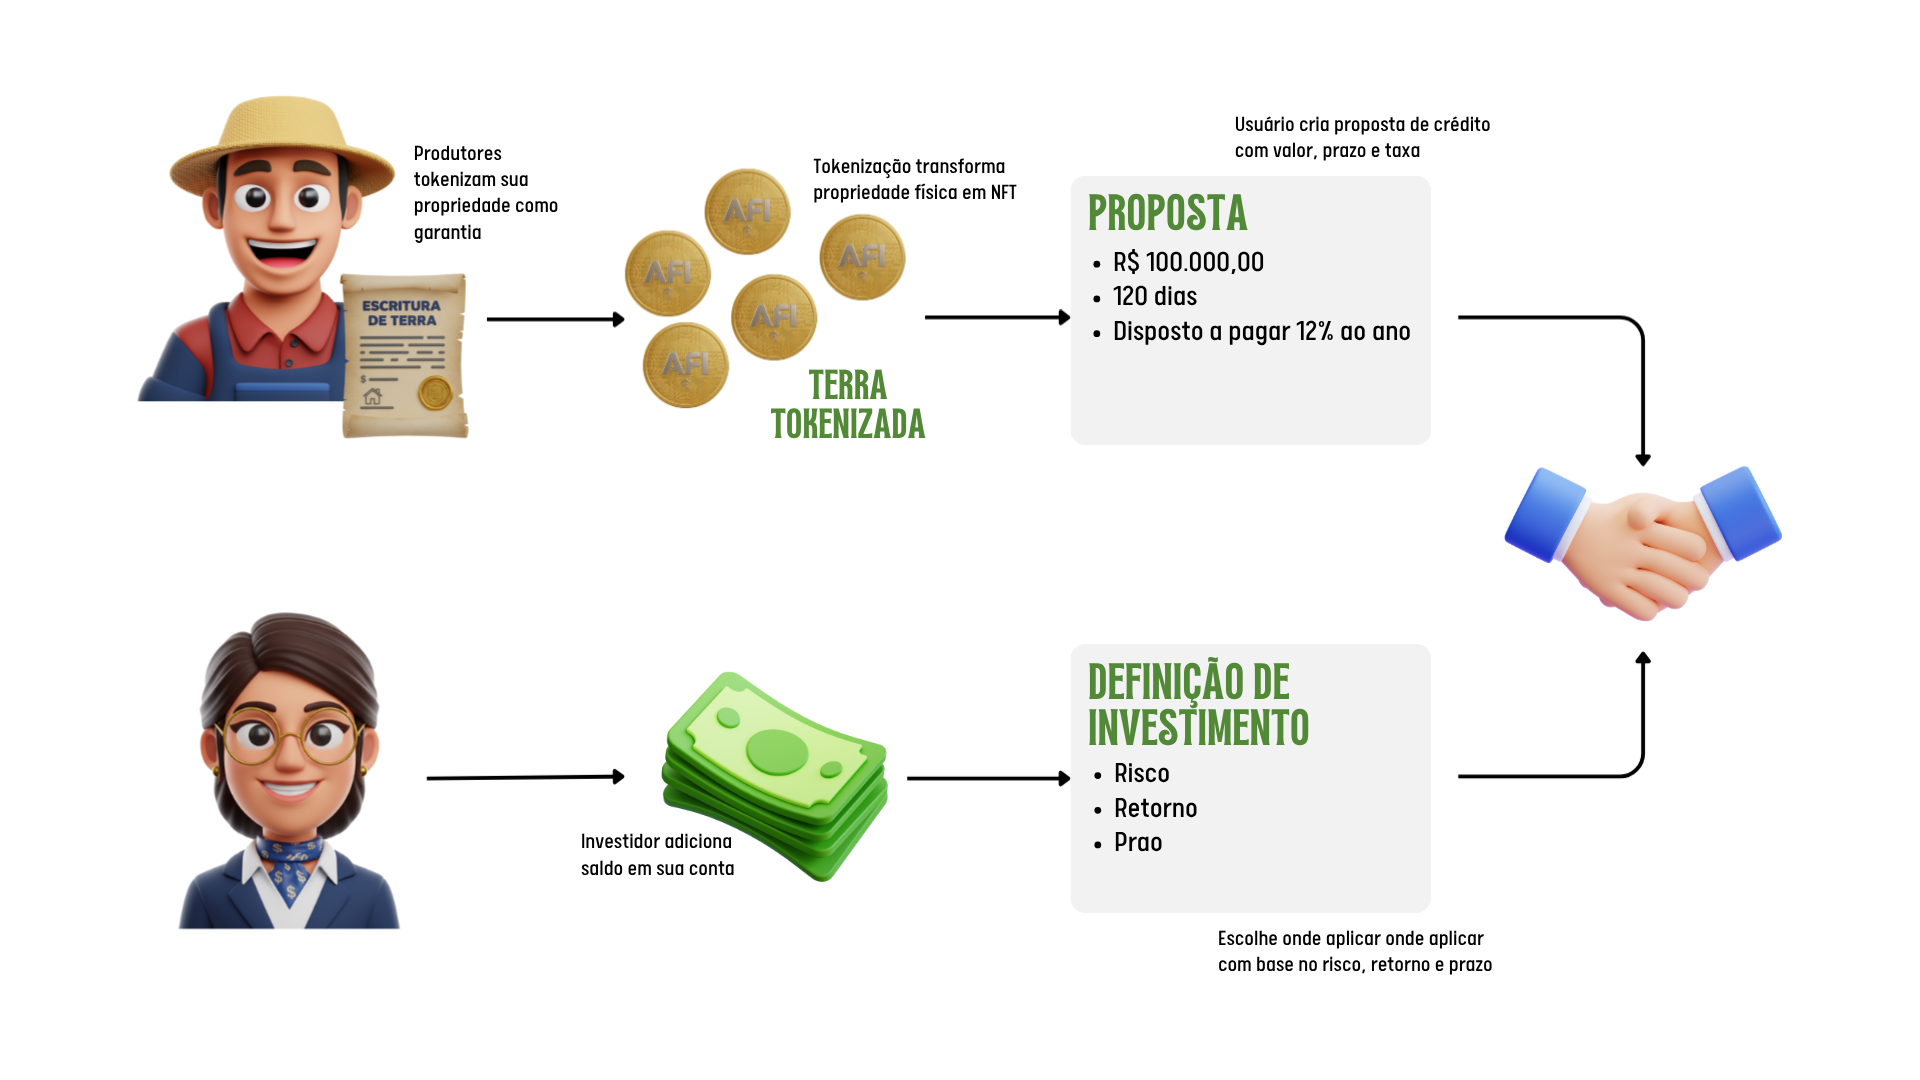 Produtores
tokenizam sua
propriedade como
garantia
ESCRITURA
DE TERRA
$
AFI
AFI
AFI
AFI
AFI
Tokenização transforma
propriedade física em NFT
TERRA
TOKENIZADA
Usuário cria proposta de crédito
com valor, prazo e taxa
PROPOSTA
• R$ 100.000,00
• 120 dias
• Disposto a pagar 12% ao ano
Investidor adiciona
saldo em sua conta
DEFINIÇÃO DE
INVESTIMENTO
• Risco
• Retorno
• Prao
Escolhe onde aplicar onde aplicar
com base no risco, retorno e prazo